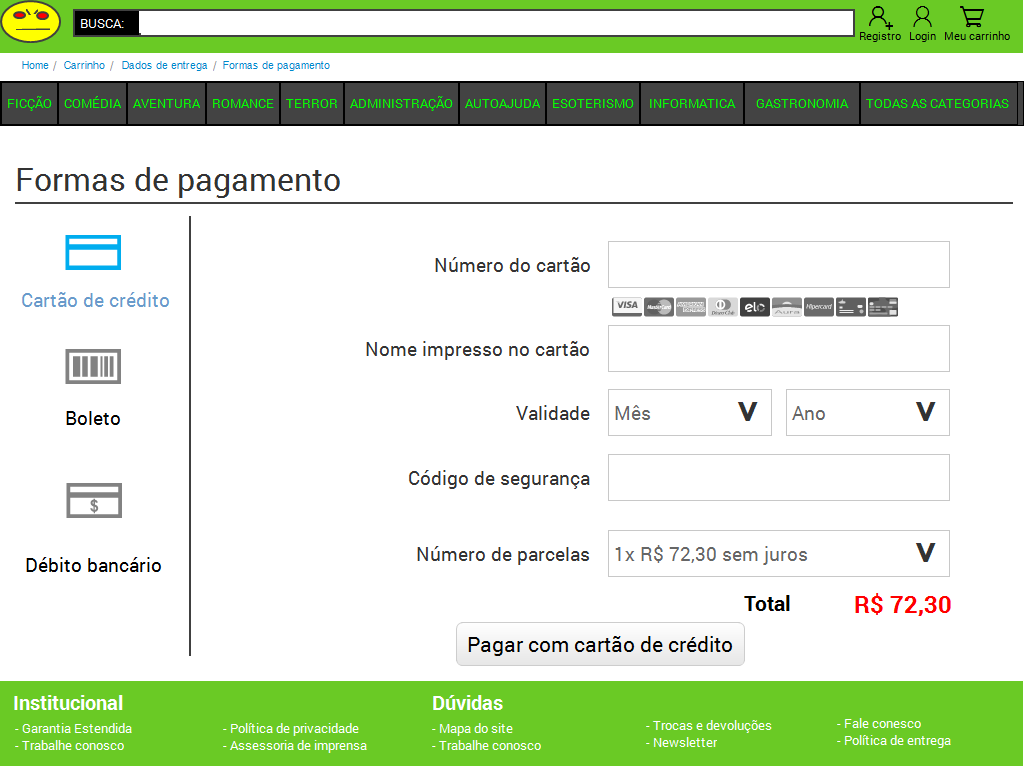 BUSCA:
Registro Login Meu carrinho
Home / Carrinho / Dados de entrega / Formas de pagamento
FICÇÃO COMÉDIA AVENTURA ROMANCE TERROR ADMINISTRAÇÃO AUTOAJUDA ESOTERISMO INFORMATICA GASTRONOMIA TODAS AS CATEGORIAS
Formas de pagamento
Cartão de crédito
Boleto
$
Débito bancário
Número do cartão
VISA MasterCard elo Aura Hipercard
Nome impresso no cartão
Validade Mês V Ano V
Código de segurança
Número de parcelas 1x R$ 72,30 sem juros V
Total R$ 72,30
Pagar com cartão de crédito
Institucional
- Garantia Estendida
- Trabalhe conosco
- Política de privacidade
- Assessoria de imprensa
Dúvidas
- Mapa do site
- Trabalhe conosco
- Trocas e devoluções
- Newsletter
- Fale conesco
- Política de entrega